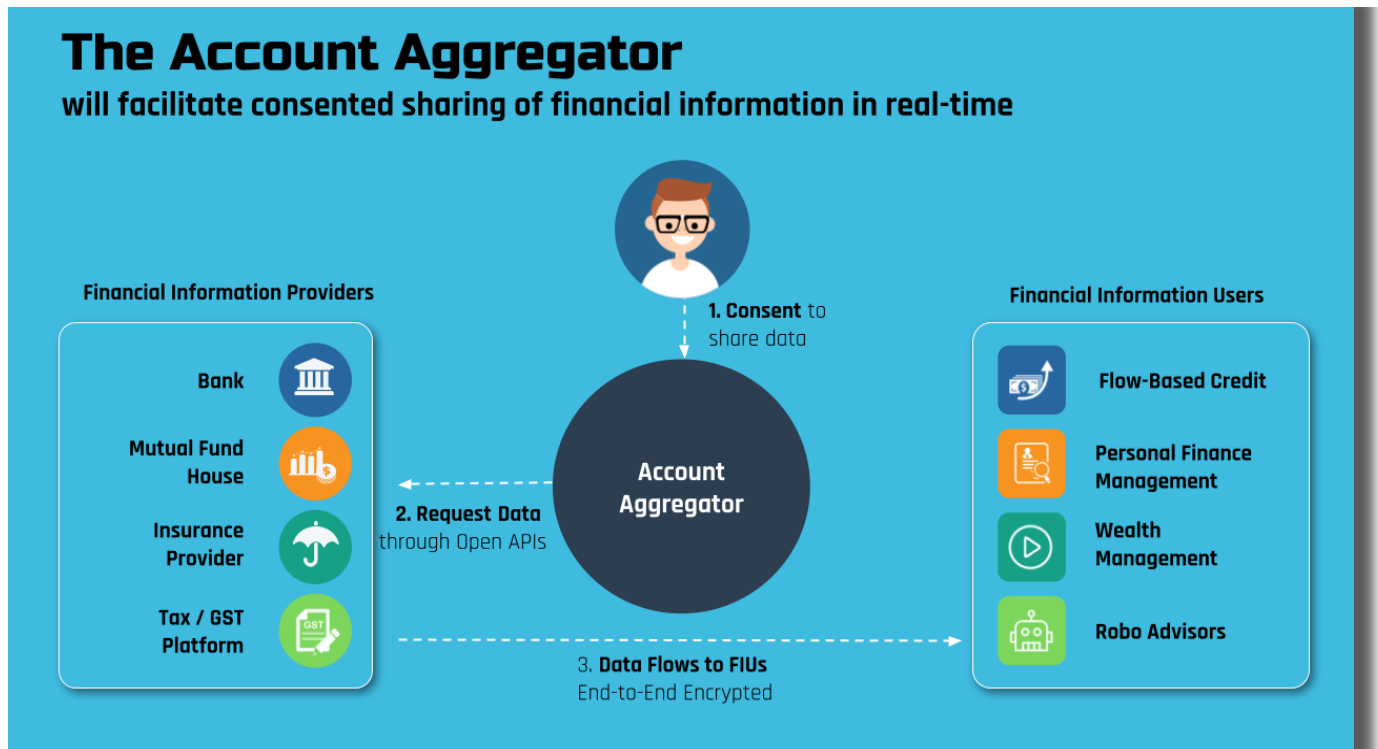 The Account Aggregator
will facilitate consented sharing of financial information in real-time
1. Consent to
share data
Financial Information Providers
Bank
Mutual Fund
House
Insurance
Provider
Tax / GST
Platform
GST
Account
Aggregator
2. Request Data
through Open APIs
3. Data Flows to FIUs
End-to-End Encrypted
Financial Information Users
$
Flow-Based Credit
Personal Finance
Management
Wealth
Management
Robo Advisors